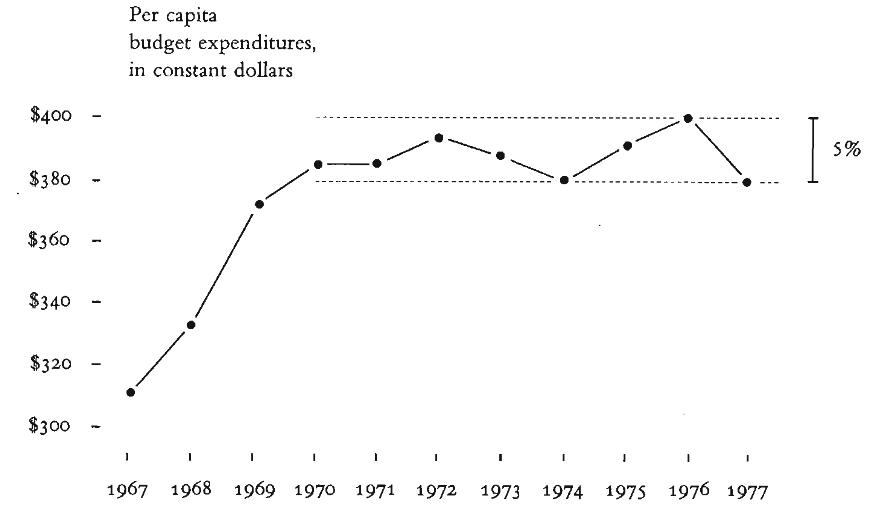 Per capita
budget expenditures,
in constant dollars
$400
5%
$380
$360
$340
$320
$300
1967 1968 1969 1970 1971 1972 1973 1974 1975 1976 1977